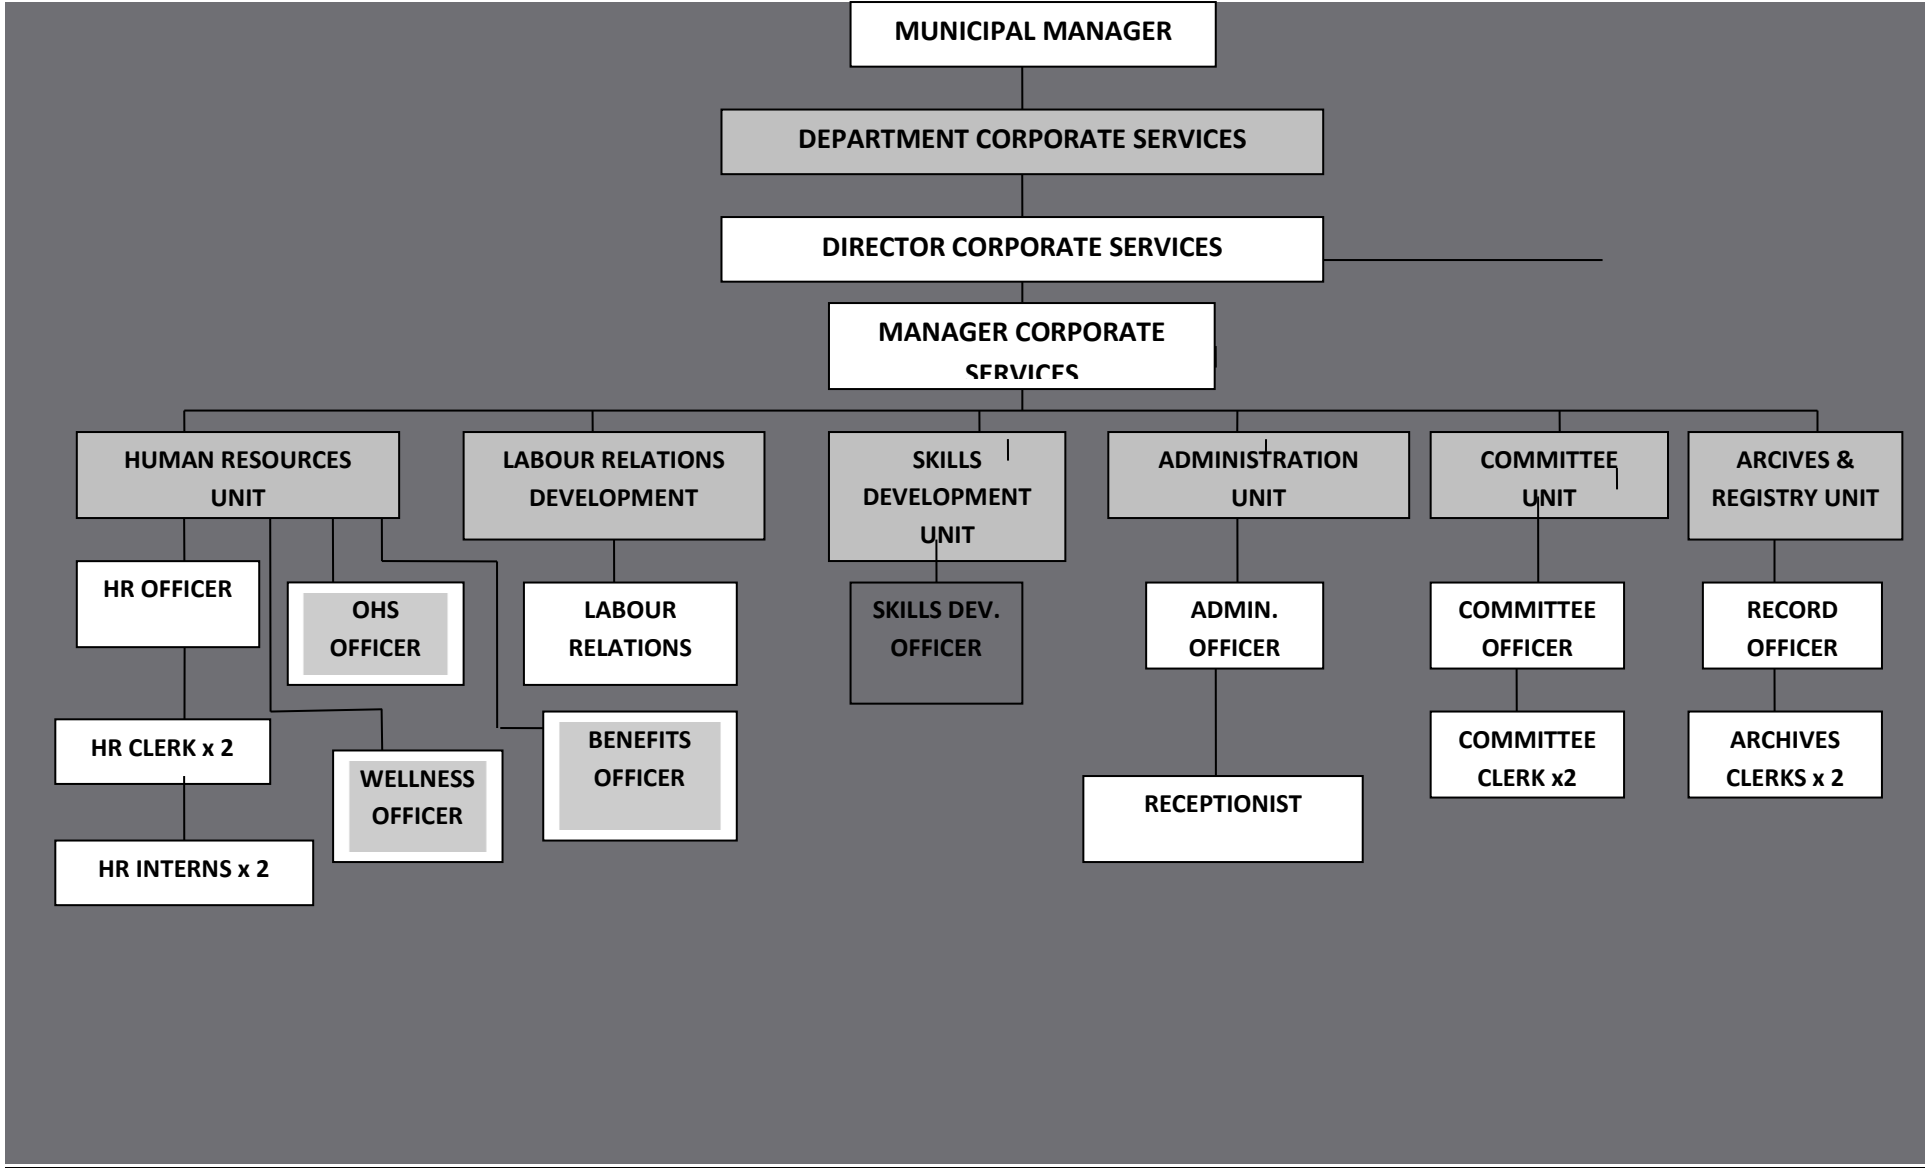 MUNICIPAL MANAGER
DEPARTMENT CORPORATE SERVICES
DIRECTOR CORPORATE SERVICES
MANAGER CORPORATE
SERVICES
HUMAN RESOURCES
UNIT
LABOUR RELATIONS
DEVELOPMENT
SKILLS
DEVELOPMENT
UNIT
ADMINISTRATION
UNIT
COMMITTEE
UNIT
ARCIVES &
REGISTRY UNIT
HR OFFICER
OHS
OFFICER
LABOUR
RELATIONS
SKILLS DEV.
OFFICER
ADMIN.
OFFICER
COMMITTEE
OFFICER
RECORD
OFFICER
HR CLERK x 2
WELLNESS
OFFICER
BENEFITS
OFFICER
RECEPTIONIST
COMMITTEE
CLERK x2
ARCHIVES
CLERKS x 2
HR INTERNS x 2